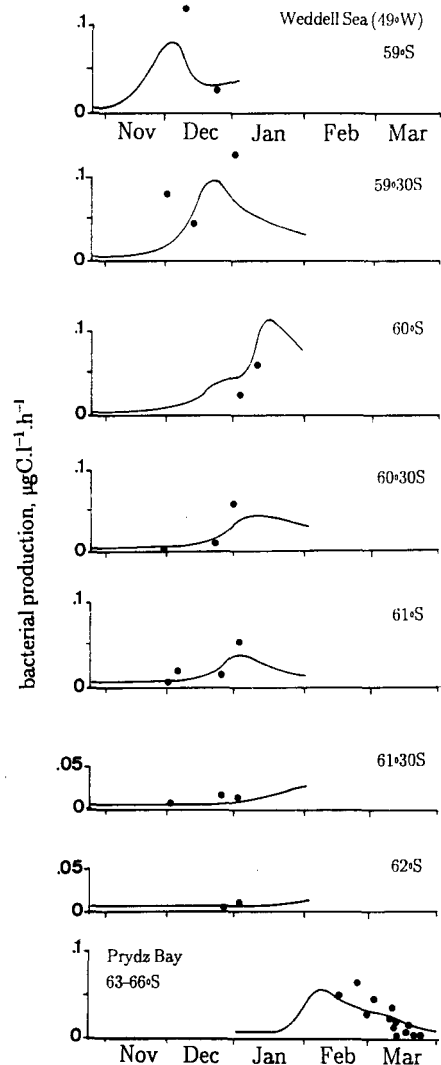 Weddell Sea (49∘W)
59∘S
.1
0
Nov Dec Jan Feb Mar
59∘30S
.1
0
60∘S
.1
0
60∘30S
.1
0
61∘S
.1
0
61∘30S
.05
0
62∘S
.05
0
Prydz Bay
63–66∘S
.1
0
Nov Dec Jan Feb Mar
bacterial production, µgC.l⁻¹.h⁻¹